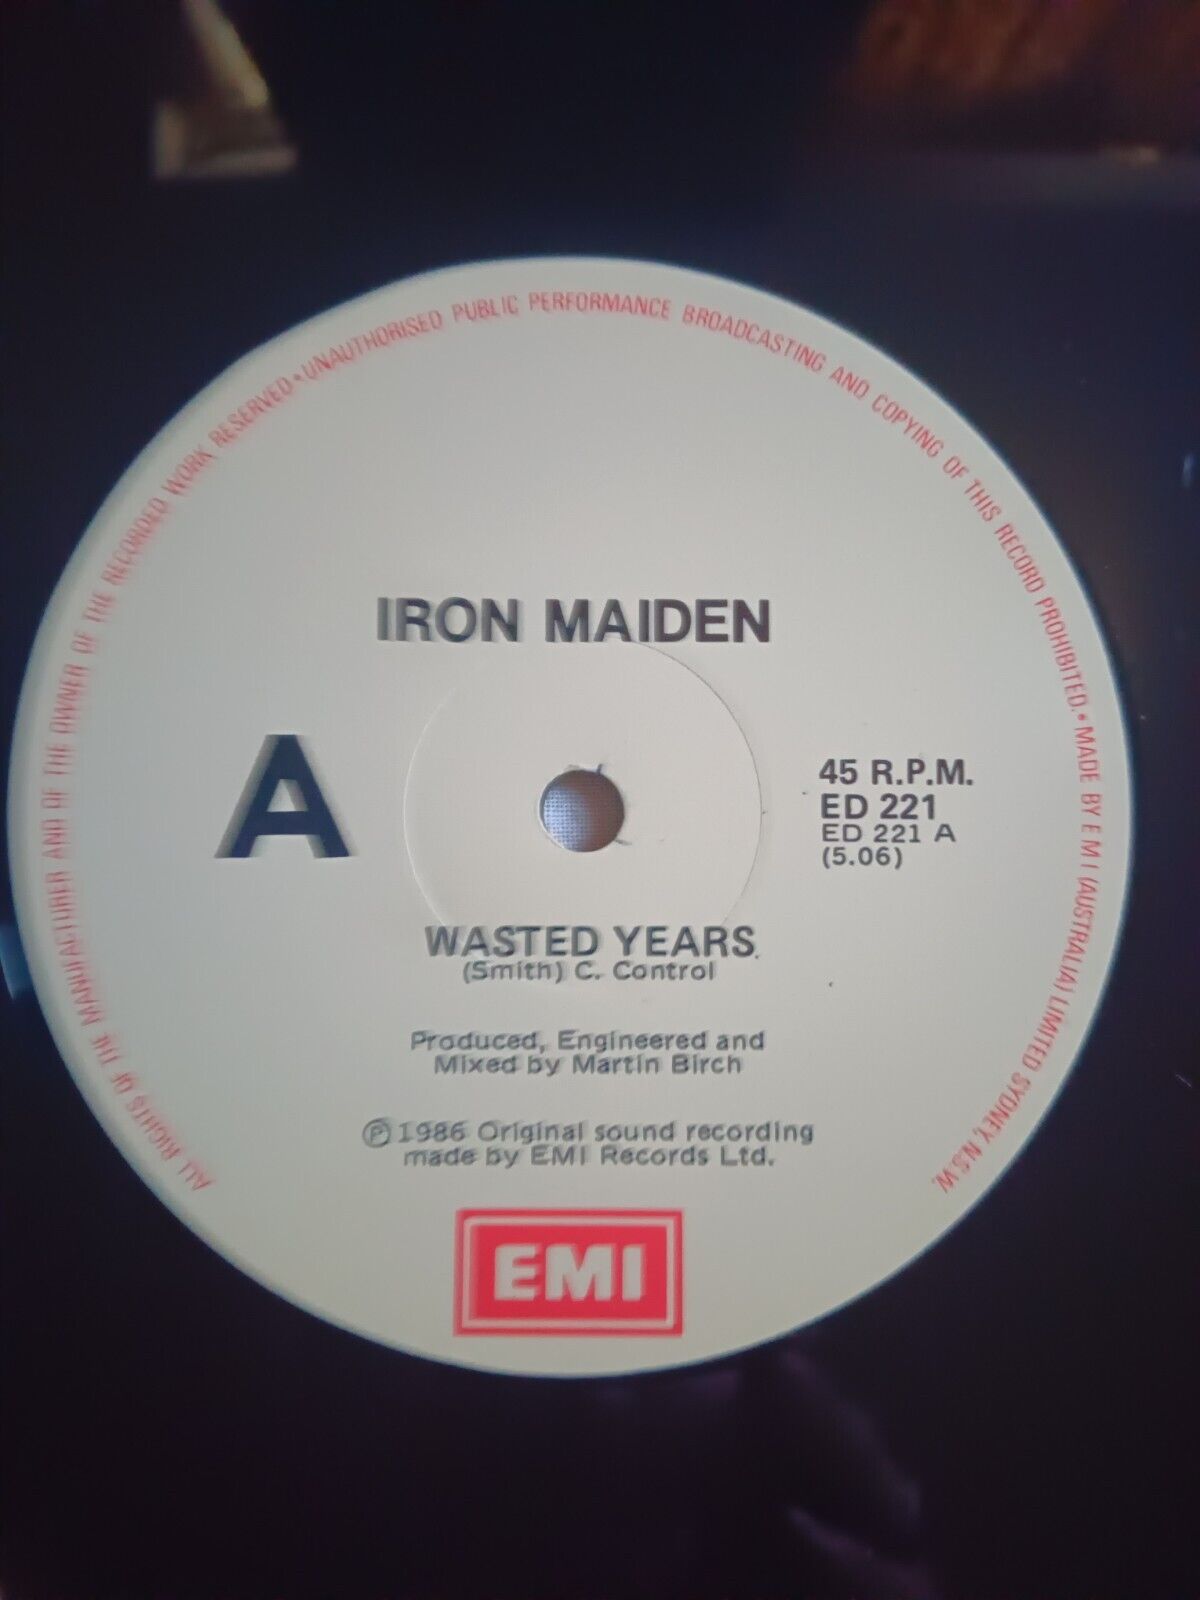 ALL RIGHTS OF THE MANUFACTURER AND OF THE OWNER OF THE RECORDED WORK RESERVED • UNAUTHORISED PUBLIC PERFORMANCE BROADCASTING AND COPYING OF THIS RECORD PROHIBITED. • MADE BY E M I (AUSTRALIA) LIMITED SYDNEY, N.S.W.
IRON MAIDEN
A
45 R.P.M.
ED 221
ED 221 A
(5.06)
WASTED YEARS
(Smith) C. Control
Produced, Engineered and
Mixed by Martin Birch
℗ 1986 Original sound recording
made by EMI Records Ltd.
EMI